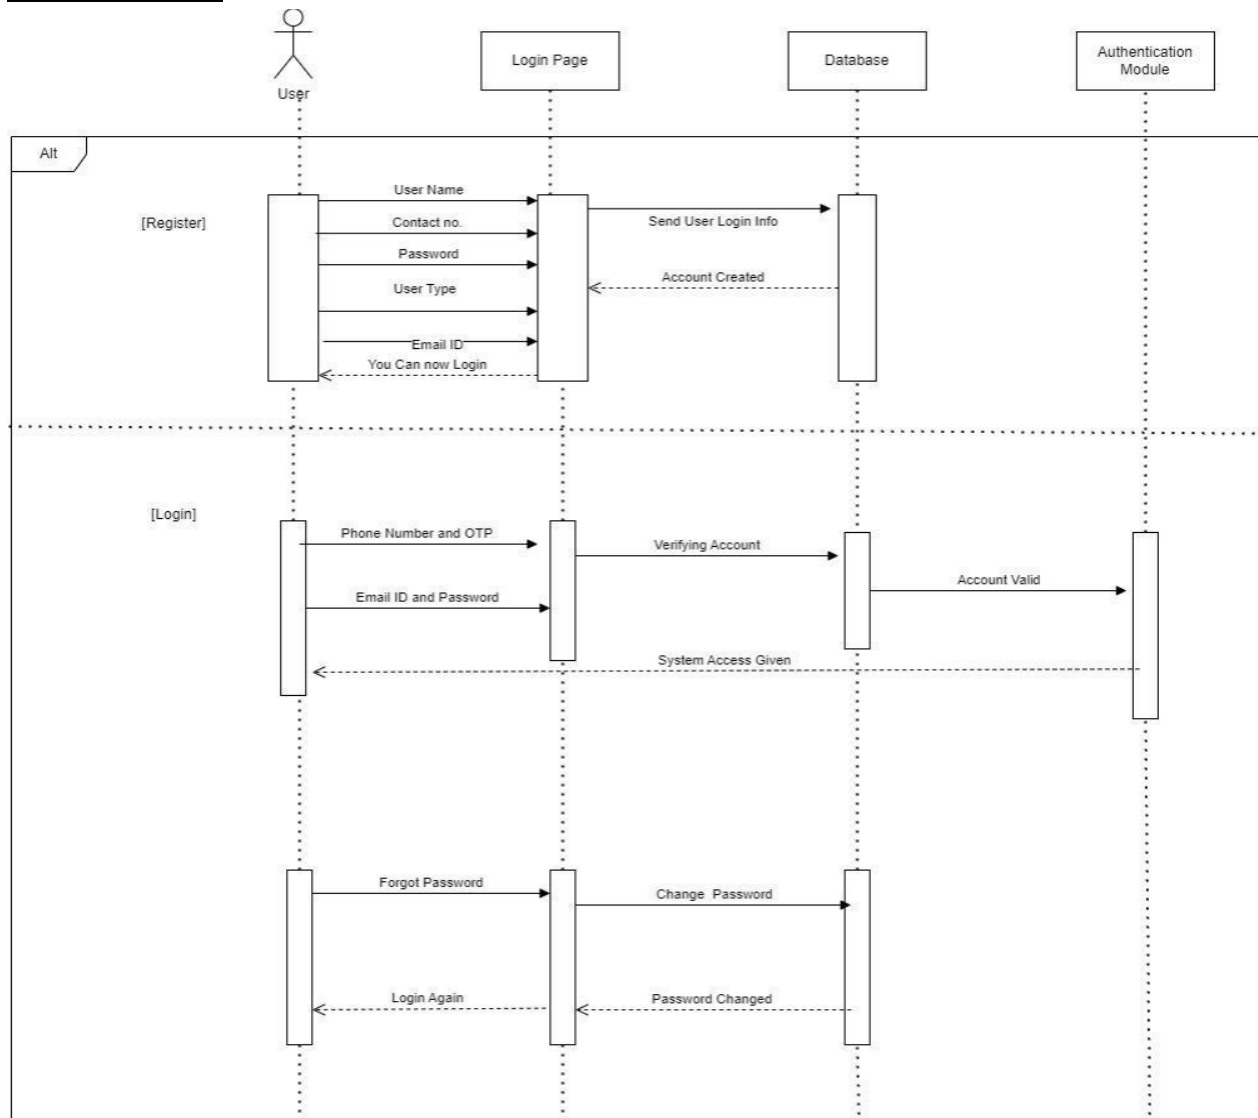 User
Login Page
Database
Authentication
Module
Alt
[Register]
User Name
Contact no.
Password
User Type
Email ID
You Can now Login
Send User Login Info
Account Created
[Login]
Phone Number and OTP
Verifying Account
Account Valid
Email ID and Password
System Access Given
Forgot Password
Change  Password
Login Again
Password Changed